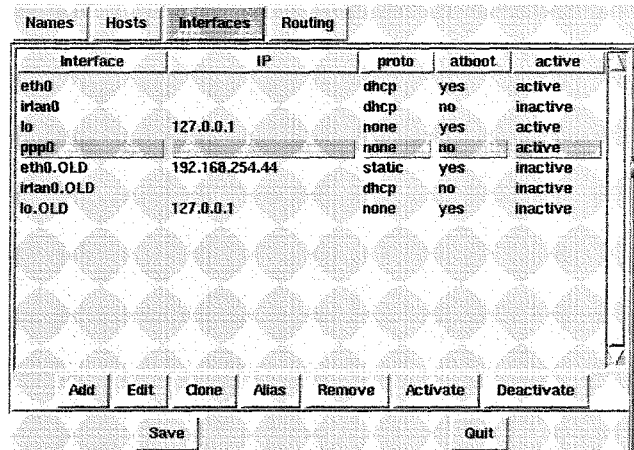 Names Hosts Interfaces Routing
Interface IP proto atboot active
eth0 dhcp yes active
irlan0 dhcp no inactive
lo 127.0.0.1 none yes active
ppp0 none no active
eth0.OLD 192.168.254.44 static yes inactive
irlan0.OLD dhcp no inactive
lo.OLD 127.0.0.1 none yes inactive
Add Edit Clone Alias Remove Activate Deactivate
Save Quit